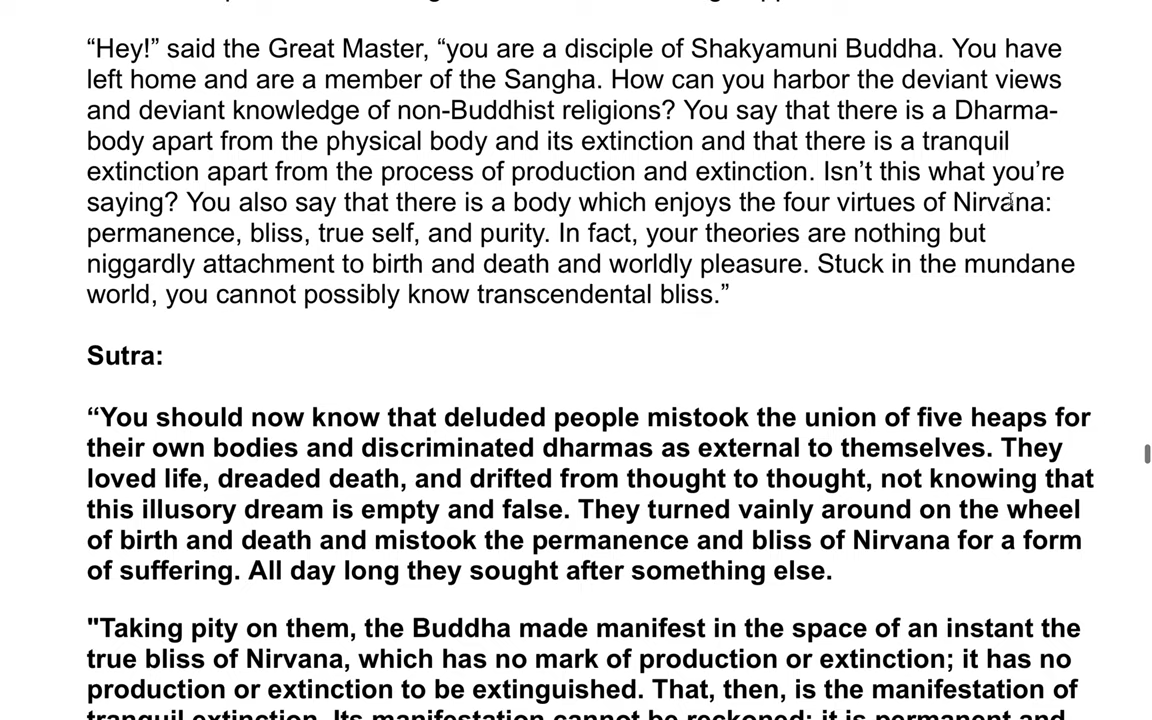 “Hey!” said the Great Master, “you are a disciple of Shakyamuni Buddha. You have
left home and are a member of the Sangha. How can you harbor the deviant views
and deviant knowledge of non-Buddhist religions? You say that there is a Dharma-
body apart from the physical body and its extinction and that there is a tranquil
extinction apart from the process of production and extinction. Isn’t this what you’re
saying? You also say that there is a body which enjoys the four virtues of Nirvana:
permanence, bliss, true self, and purity. In fact, your theories are nothing but
niggardly attachment to birth and death and worldly pleasure. Stuck in the mundane
world, you cannot possibly know transcendental bliss.”
Sutra:
“You should now know that deluded people mistook the union of five heaps for
their own bodies and discriminated dharmas as external to themselves. They
loved life, dreaded death, and drifted from thought to thought, not knowing that
this illusory dream is empty and false. They turned vainly around on the wheel
of birth and death and mistook the permanence and bliss of Nirvana for a form
of suffering. All day long they sought after something else.
"Taking pity on them, the Buddha made manifest in the space of an instant the
true bliss of Nirvana, which has no mark of production or extinction; it has no
production or extinction to be extinguished. That, then, is the manifestation of
tranquil extinction. Its manifestation cannot be reckoned; it is permanent and